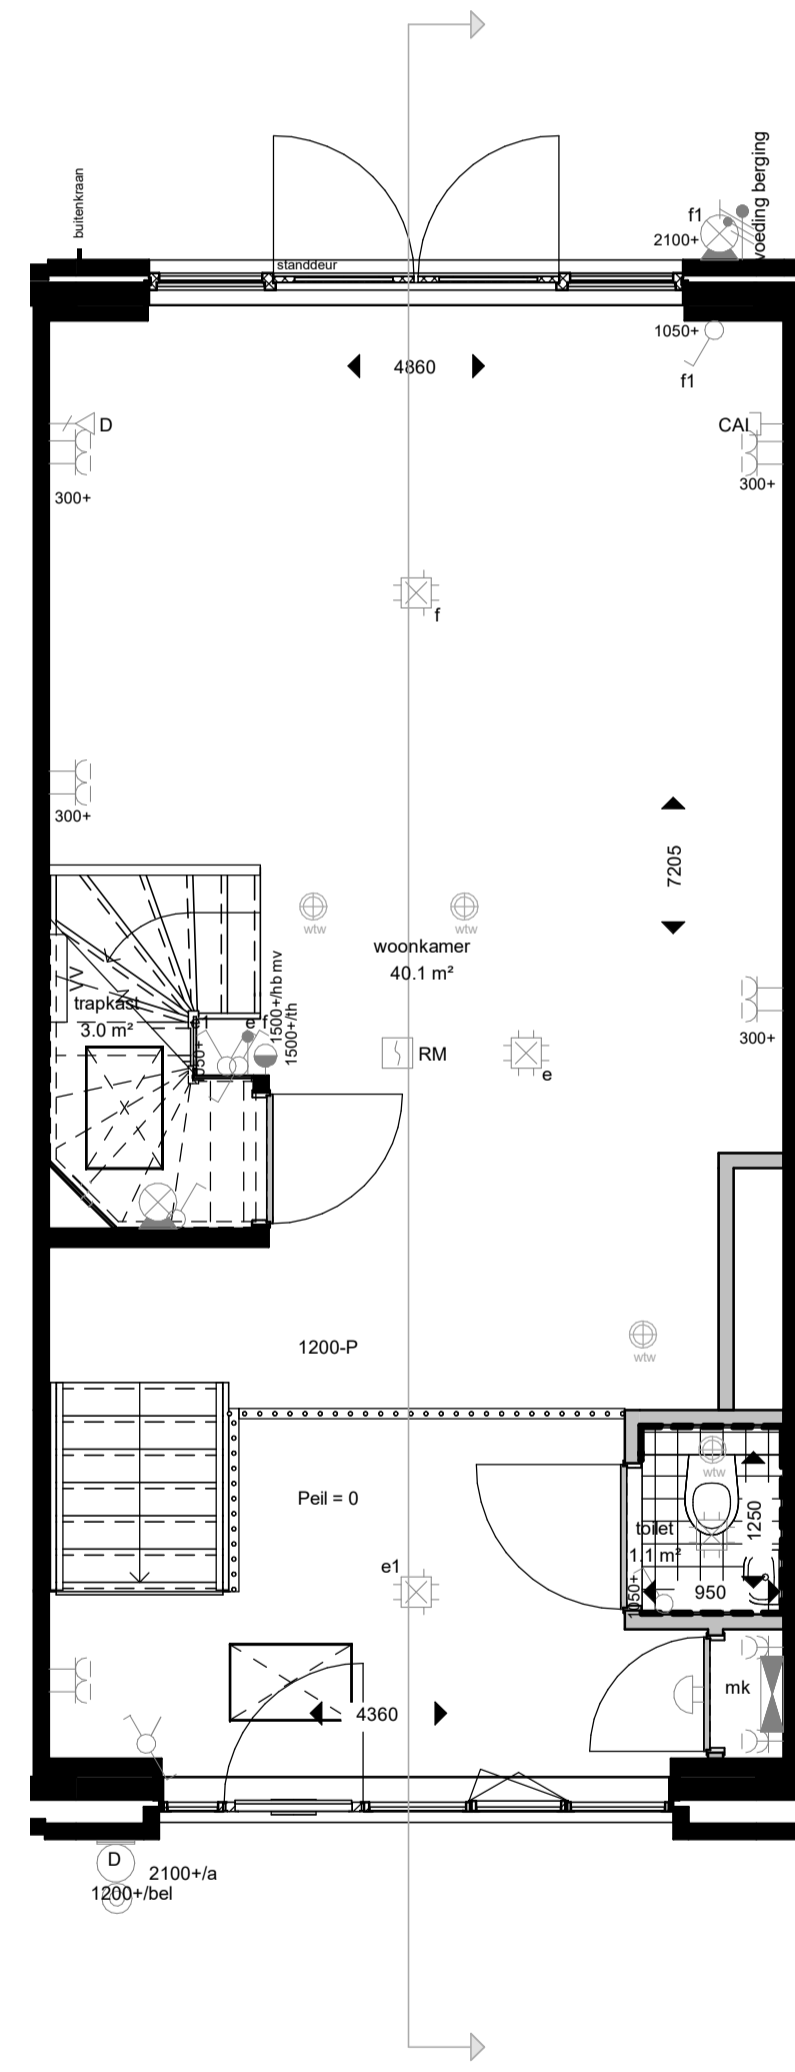 buitenkraan
voeding berging
f1
2100+
standdeur
1050+
f1
4860
D
CAI
300+
300+
f
300+
7205
wtw
wtw
woonkamer
40.1 m²
trapkast
3.0 m²
e1
e f
1050+
1500+/hb mv
1500+/th
300+
RM
e
1200-P
wtw
Peil = 0
wtw
1250
toilet
1.1 m²
1050+
950
e1
mk
4360
D
2100+/a
1200+/bel